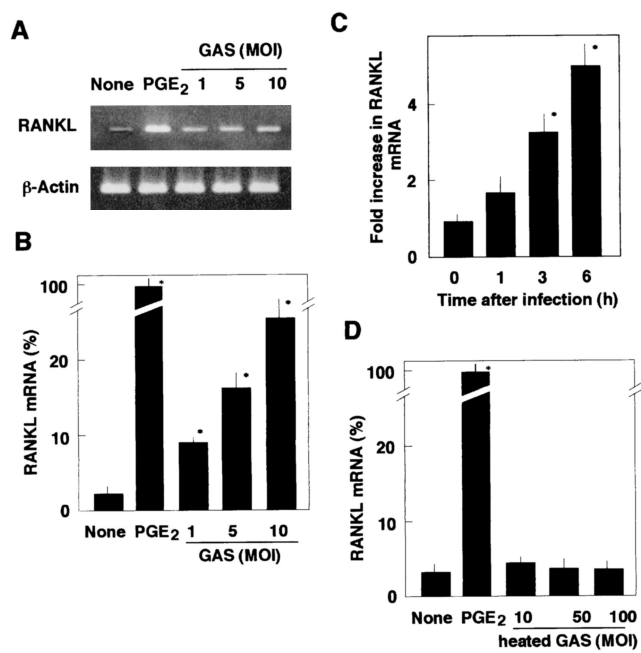 A
GAS (MOI)
None PGE2 1 5 10
RANKL
β-Actin
B
RANKL mRNA (%)
100
20
10
0
None PGE2 1 5 10
GAS (MOI)
C
Fold increase in RANKL
mRNA
4
2
0
0 1 3 6
Time after infection (h)
D
RANKL mRNA (%)
100
20
10
0
None PGE2 10 50 100
heated GAS (MOI)